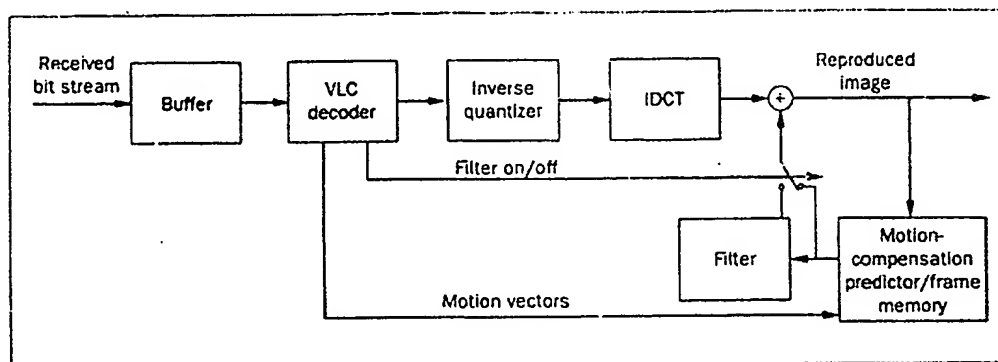 Received
bit stream
Buffer
VLC
decoder
Inverse
quantizer
IDCT
+
Reproduced
image
Filter on/off
Filter
Motion-
compensation
predictor/frame
memory
Motion vectors